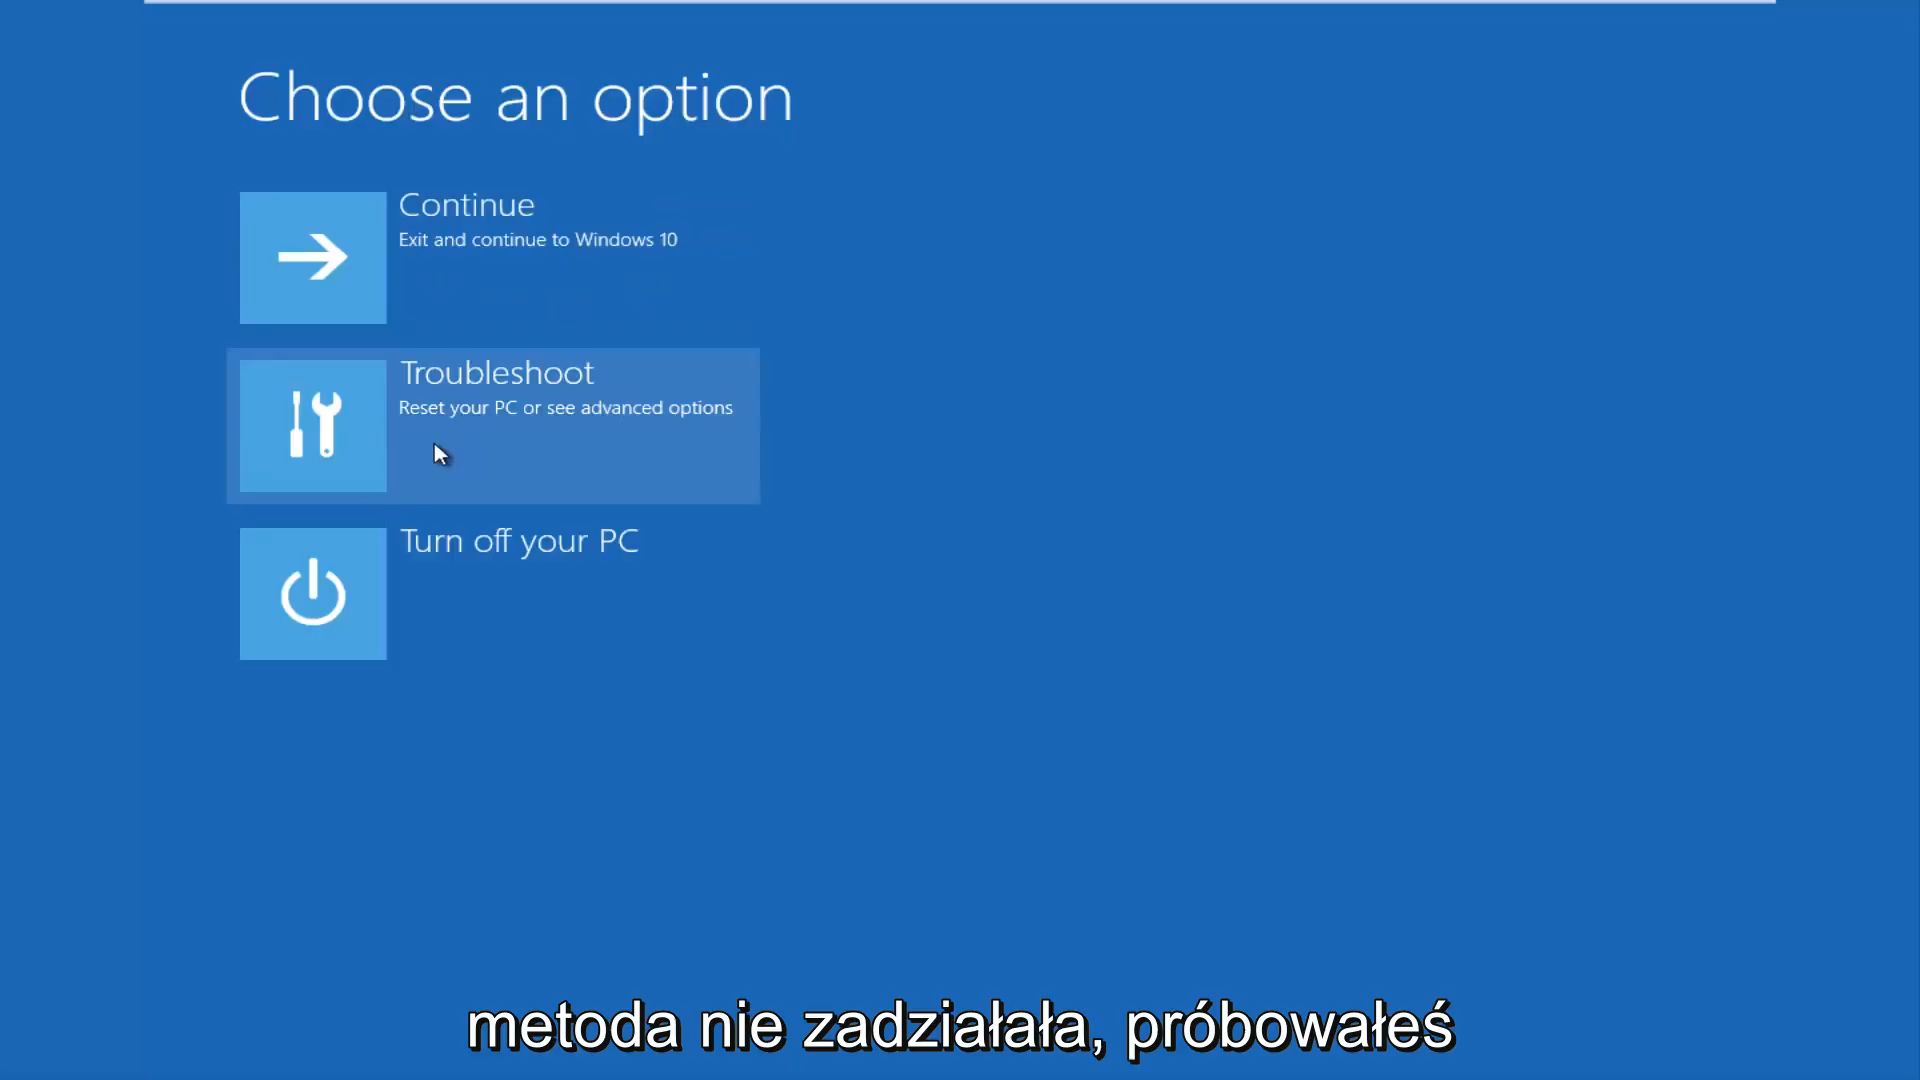 Choose an option
Continue
Exit and continue to Windows 10
Troubleshoot
Reset your PC or see advanced options
Turn off your PC
metoda nie zadziałała, próbowałeś